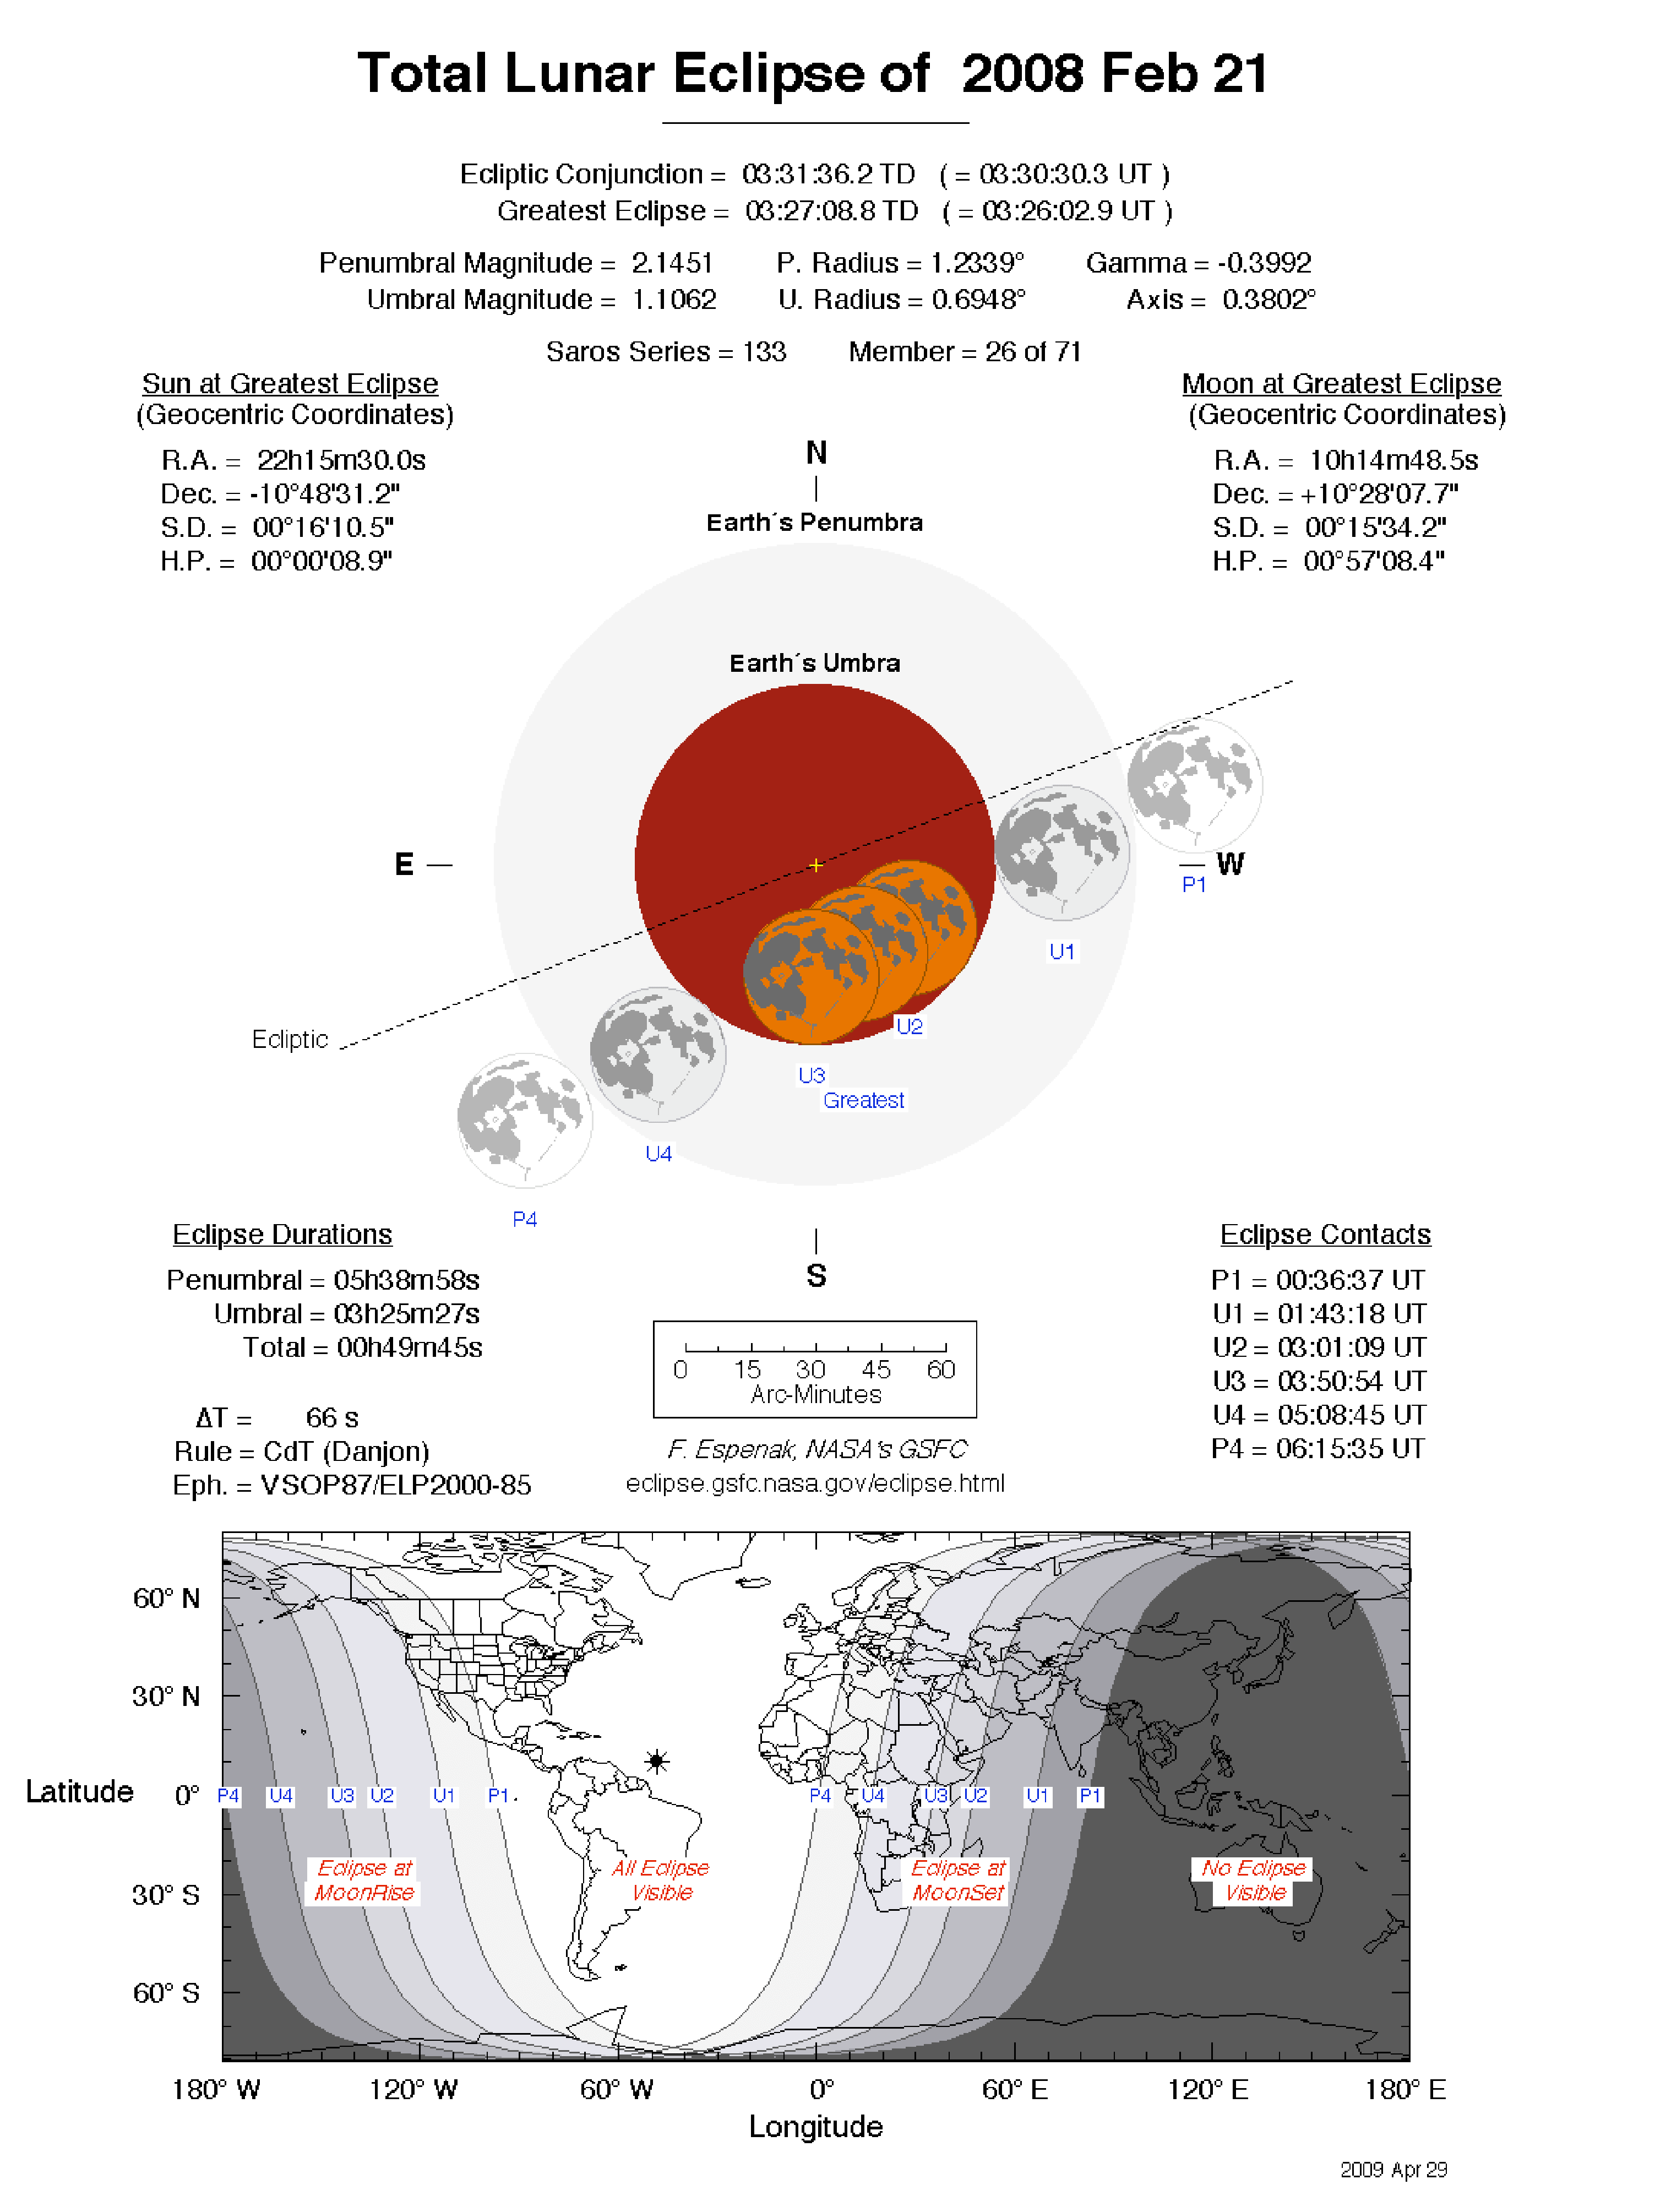 Total Lunar Eclipse of 2008 Feb 21
Ecliptic Conjunction = 03:31:36.2 TD ( = 03:30:30.3 UT )
Greatest Eclipse = 03:27:08.8 TD ( = 03:26:02.9 UT )
Penumbral Magnitude = 2.1451 P. Radius = 1.2339° Gamma = -0.3992
Umbral Magnitude = 1.1062 U. Radius = 0.6948° Axis = 0.3802°
Saros Series = 133 Member = 26 of 71
Sun at Greatest Eclipse
(Geocentric Coordinates)
R.A. = 22h15m30.0s
Dec. = -10°48'31.2"
S.D. = 00°16'10.5"
H.P. = 00°00'08.9"
Moon at Greatest Eclipse
(Geocentric Coordinates)
R.A. = 10h14m48.5s
Dec. = +10°28'07.7"
S.D. = 00°15'34.2"
H.P. = 00°57'08.4"
N
Earth´s Penumbra
Earth´s Umbra
E
W
P1
U1
U2
Ecliptic
U3
Greatest
U4
P4
S
Eclipse Durations
Penumbral = 05h38m58s
Umbral = 03h25m27s
Total = 00h49m45s
ΔT = 66 s
Rule = CdT (Danjon)
Eph. = VSOP87/ELP2000-85
0 15 30 45 60
Arc-Minutes
F. Espenak, NASA's GSFC
eclipse.gsfc.nasa.gov/eclipse.html
Eclipse Contacts
P1 = 00:36:37 UT
U1 = 01:43:18 UT
U2 = 03:01:09 UT
U3 = 03:50:54 UT
U4 = 05:08:45 UT
P4 = 06:15:35 UT
60° N
30° N
Latitude 0°
30° S
60° S
P4 U4 U3 U2 U1 P1 P4 U4 U3 U2 U1 P1
Eclipse at
MoonRise
All Eclipse
Visible
Eclipse at
MoonSet
No Eclipse
Visible
180° W 120° W 60° W 0° 60° E 120° E 180° E
Longitude
2009 Apr 29